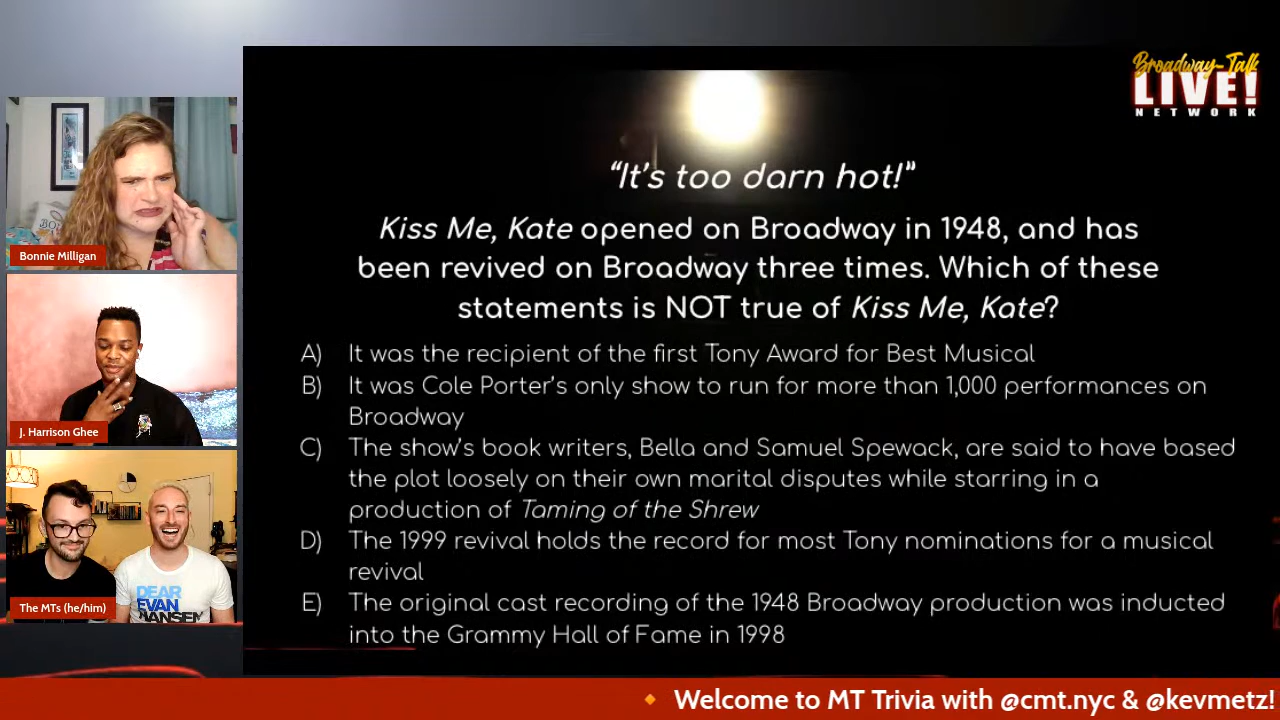 Broadway-Talk
LIVE!
NETWORK
"It's too darn hot!"
Kiss Me, Kate opened on Broadway in 1948, and has
been revived on Broadway three times. Which of these
statements is NOT true of Kiss Me, Kate?
A) It was the recipient of the first Tony Award for Best Musical
B) It was Cole Porter's only show to run for more than 1,000 performances on
Broadway
C) The show's book writers, Bella and Samuel Spewack, are said to have based
the plot loosely on their own marital disputes while starring in a
production of Taming of the Shrew
D) The 1999 revival holds the record for most Tony nominations for a musical
revival
E) The original cast recording of the 1948 Broadway production was inducted
into the Grammy Hall of Fame in 1998
Bonnie Milligan
J. Harrison Ghee
DEAR
EVAN
HANSEN
The MTs (he/him)
Welcome to MT Trivia with @cmt.nyc & @kevmetz!